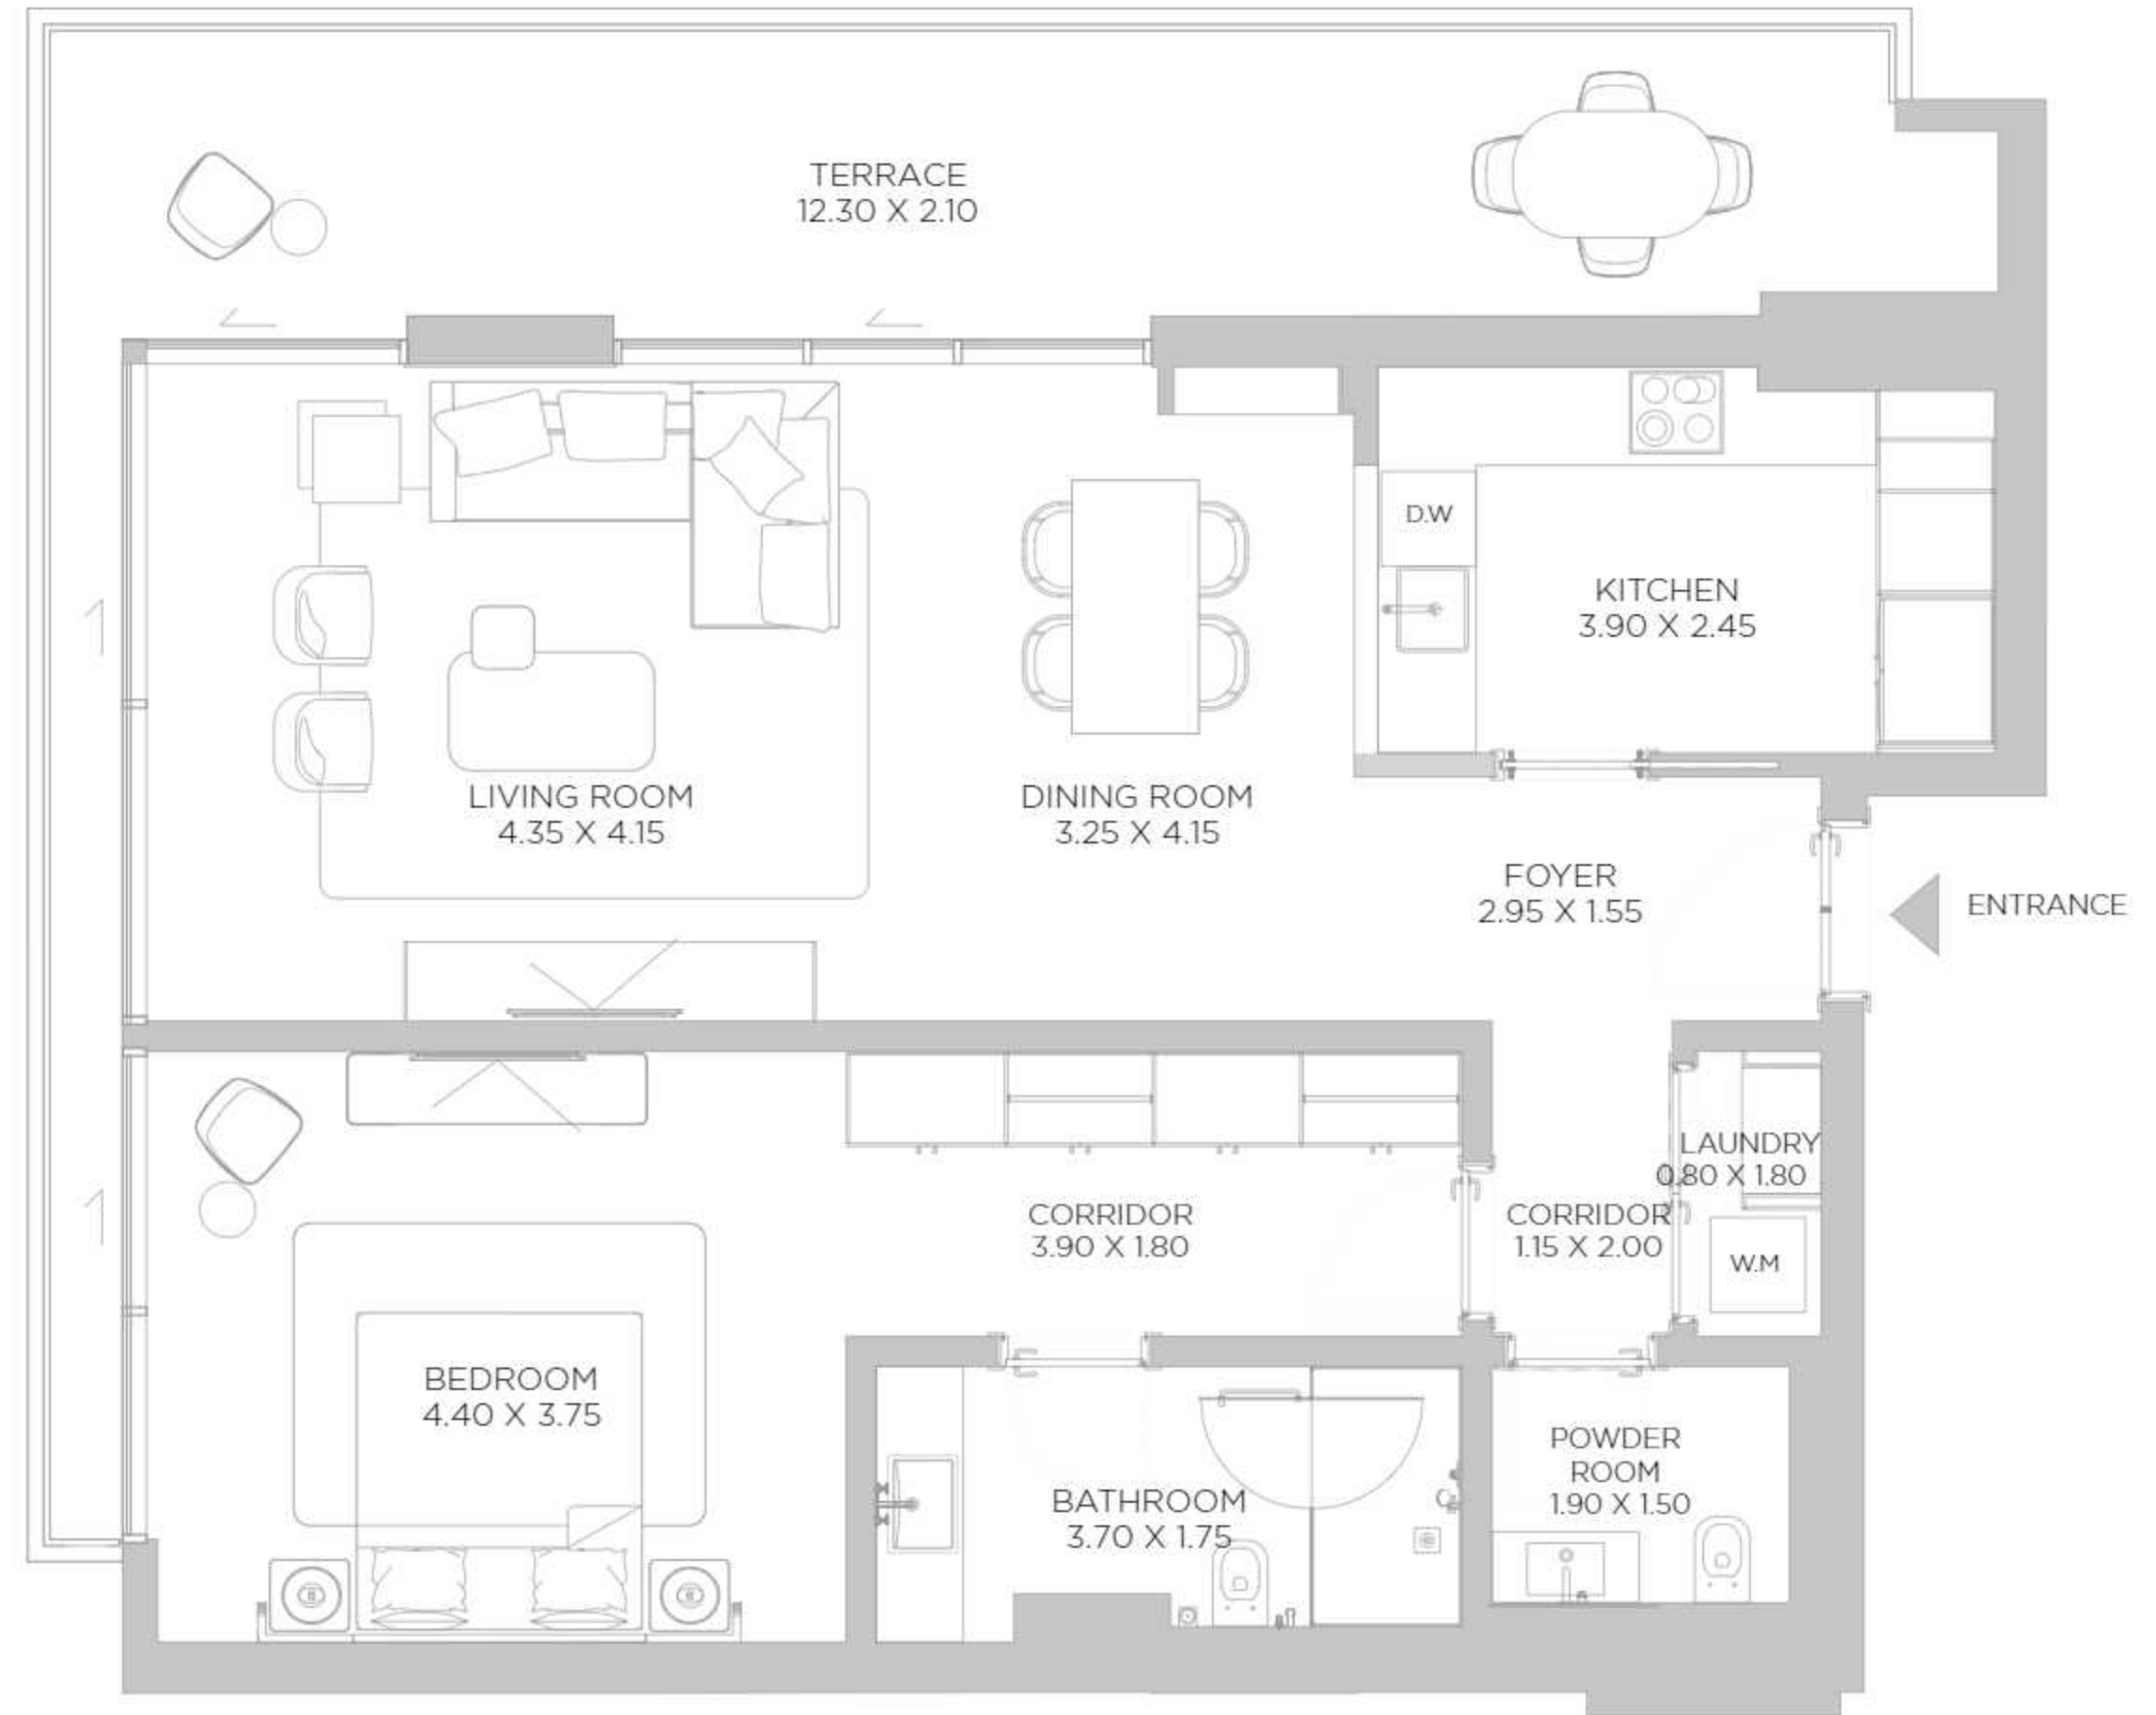 TERRACE
12.30 X 2.10
D.W
KITCHEN
3.90 X 2.45
LIVING ROOM
4.35 X 4.15
DINING ROOM
3.25 X 4.15
FOYER
2.95 X 1.55
ENTRANCE
LAUNDRY
0.80 X 1.80
CORRIDOR
3.90 X 1.80
CORRIDOR
1.15 X 2.00
W.M
BEDROOM
4.40 X 3.75
BATHROOM
3.70 X 1.75
POWDER
ROOM
1.90 X 1.50